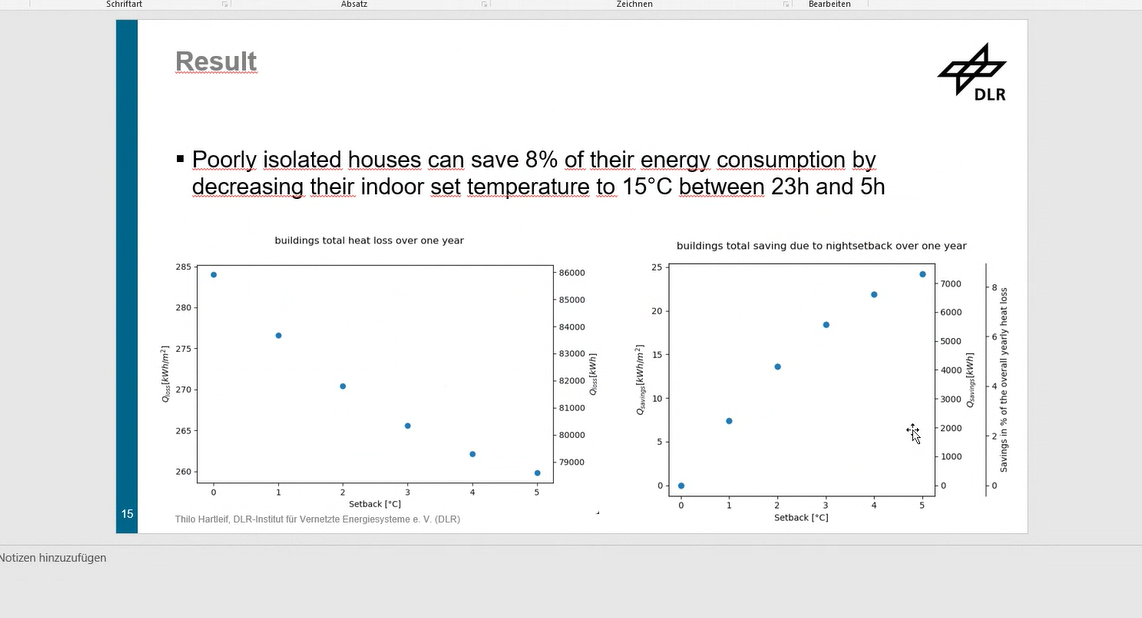 Schriftart Absatz Zeichnen Bearbeiten
Result
DLR
▪ Poorly isolated houses can save 8% of their energy consumption by
decreasing their indoor set temperature to 15°C between 23h and 5h
buildings total heat loss over one year
285
280
275
270
265
260
Q_loss [kWh/m²]
86000
85000
84000
83000
82000
81000
80000
79000
Q_loss [kWh]
0 1 2 3 4 5
Setback [°C]
buildings total saving due to nightsetback over one year
25
20
15
10
5
0
Q_savings [kWh/m²]
7000
6000
5000
4000
3000
2000
1000
0
Q_savings [kWh]
8
6
4
2
0
Savings in % of the overall yearly heat loss
0 1 2 3 4 5
Setback [°C]
15
Thilo Hartleif, DLR-Institut für Vernetzte Energiesysteme e. V. (DLR)
Notizen hinzuzufügen